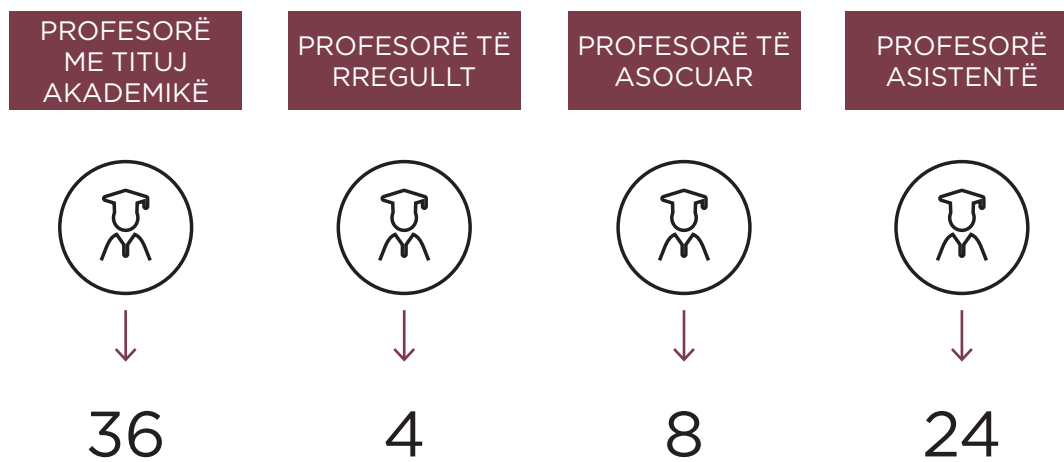 PROFESORË
ME TITUJ
AKADEMIKË
PROFESORË TË
RREGULLT
PROFESORË TË
ASOCUAR
PROFESORË
ASISTENTË
36
4
8
24